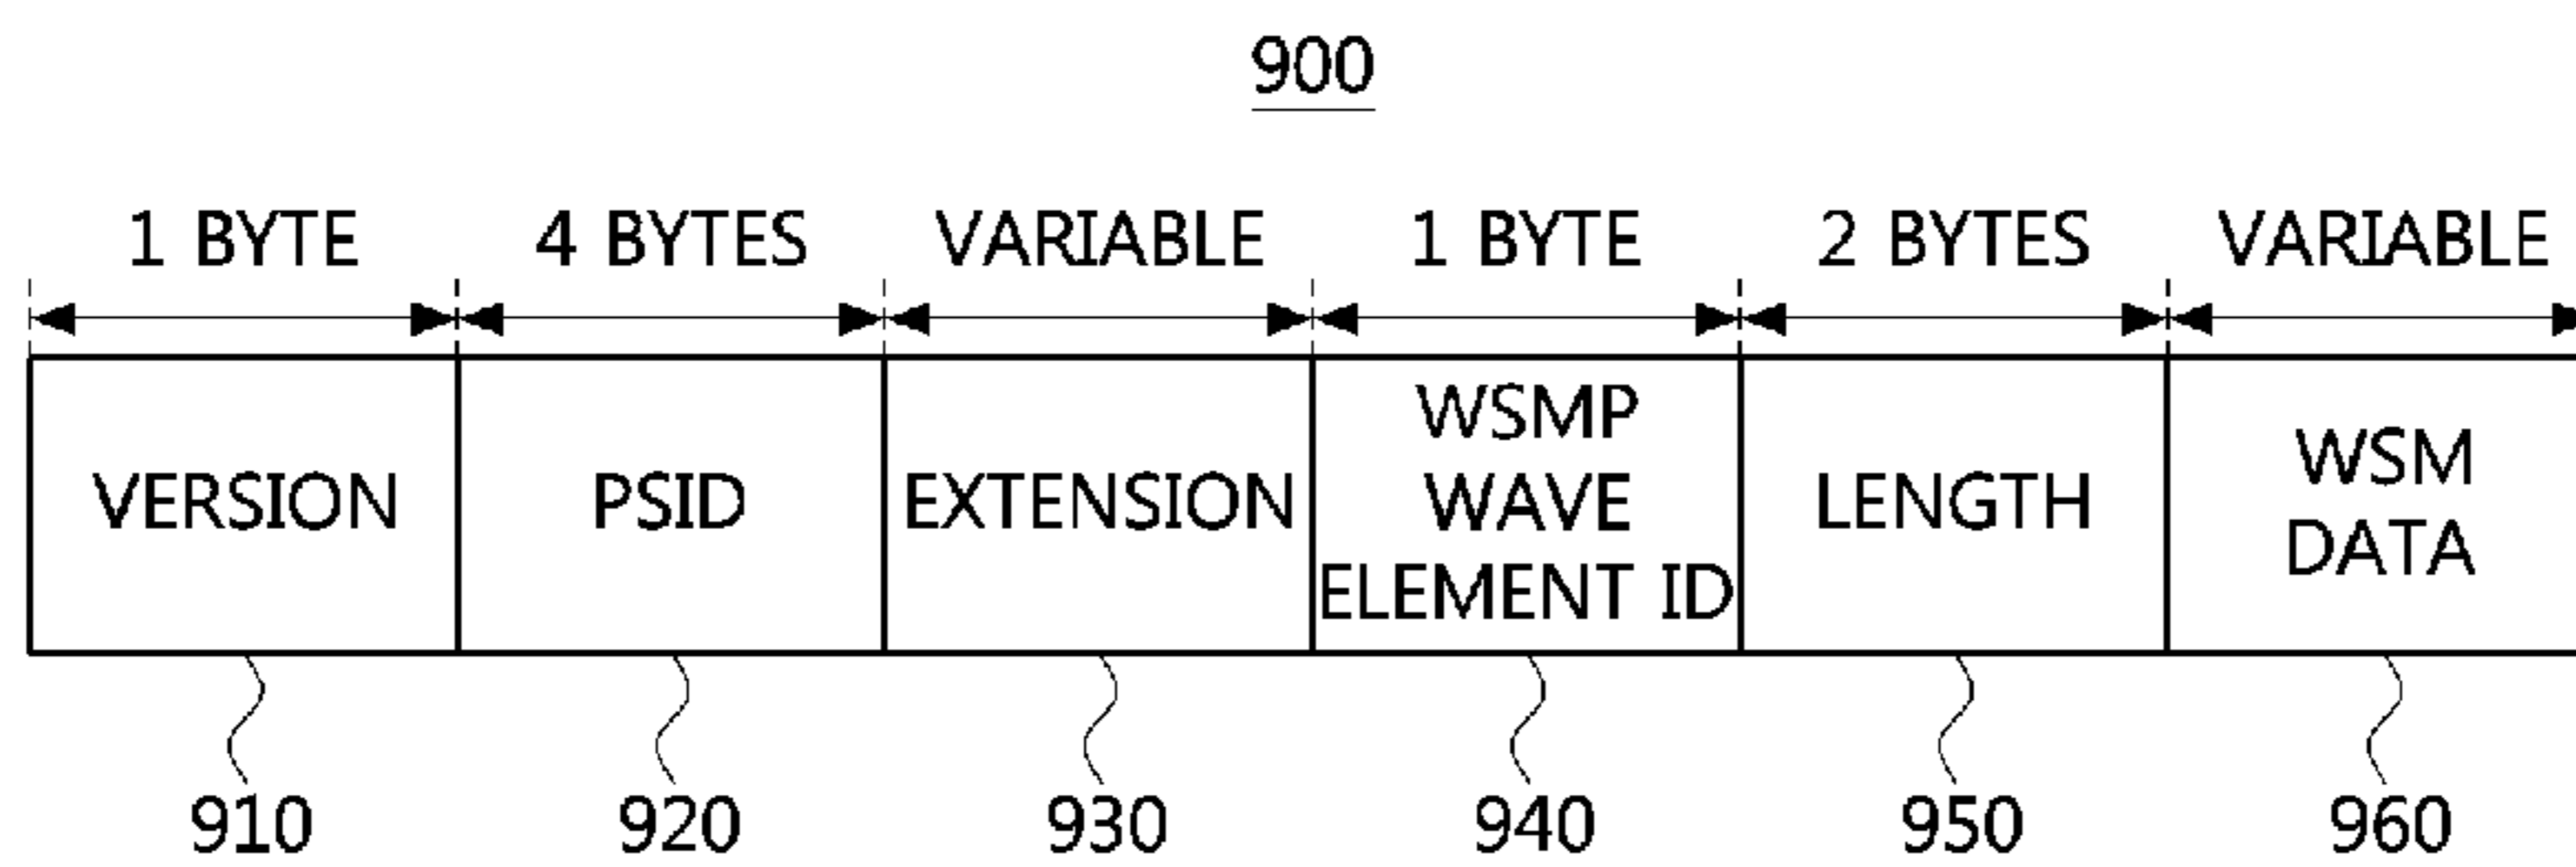 900
1 BYTE 4 BYTES VARIABLE 1 BYTE 2 BYTES VARIABLE
VERSION PSID EXTENSION WSMP WAVE ELEMENT ID LENGTH WSM DATA
910 920 930 940 950 960